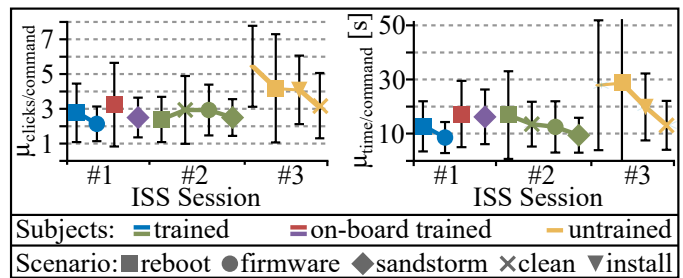 μclicks/command
7
5
3
1
#1 #2 #3
ISS Session
μtime/command [s]
50
30
10
#1 #2 #3
ISS Session
Subjects: trained on-board trained untrained
Scenario: reboot firmware sandstorm clean install